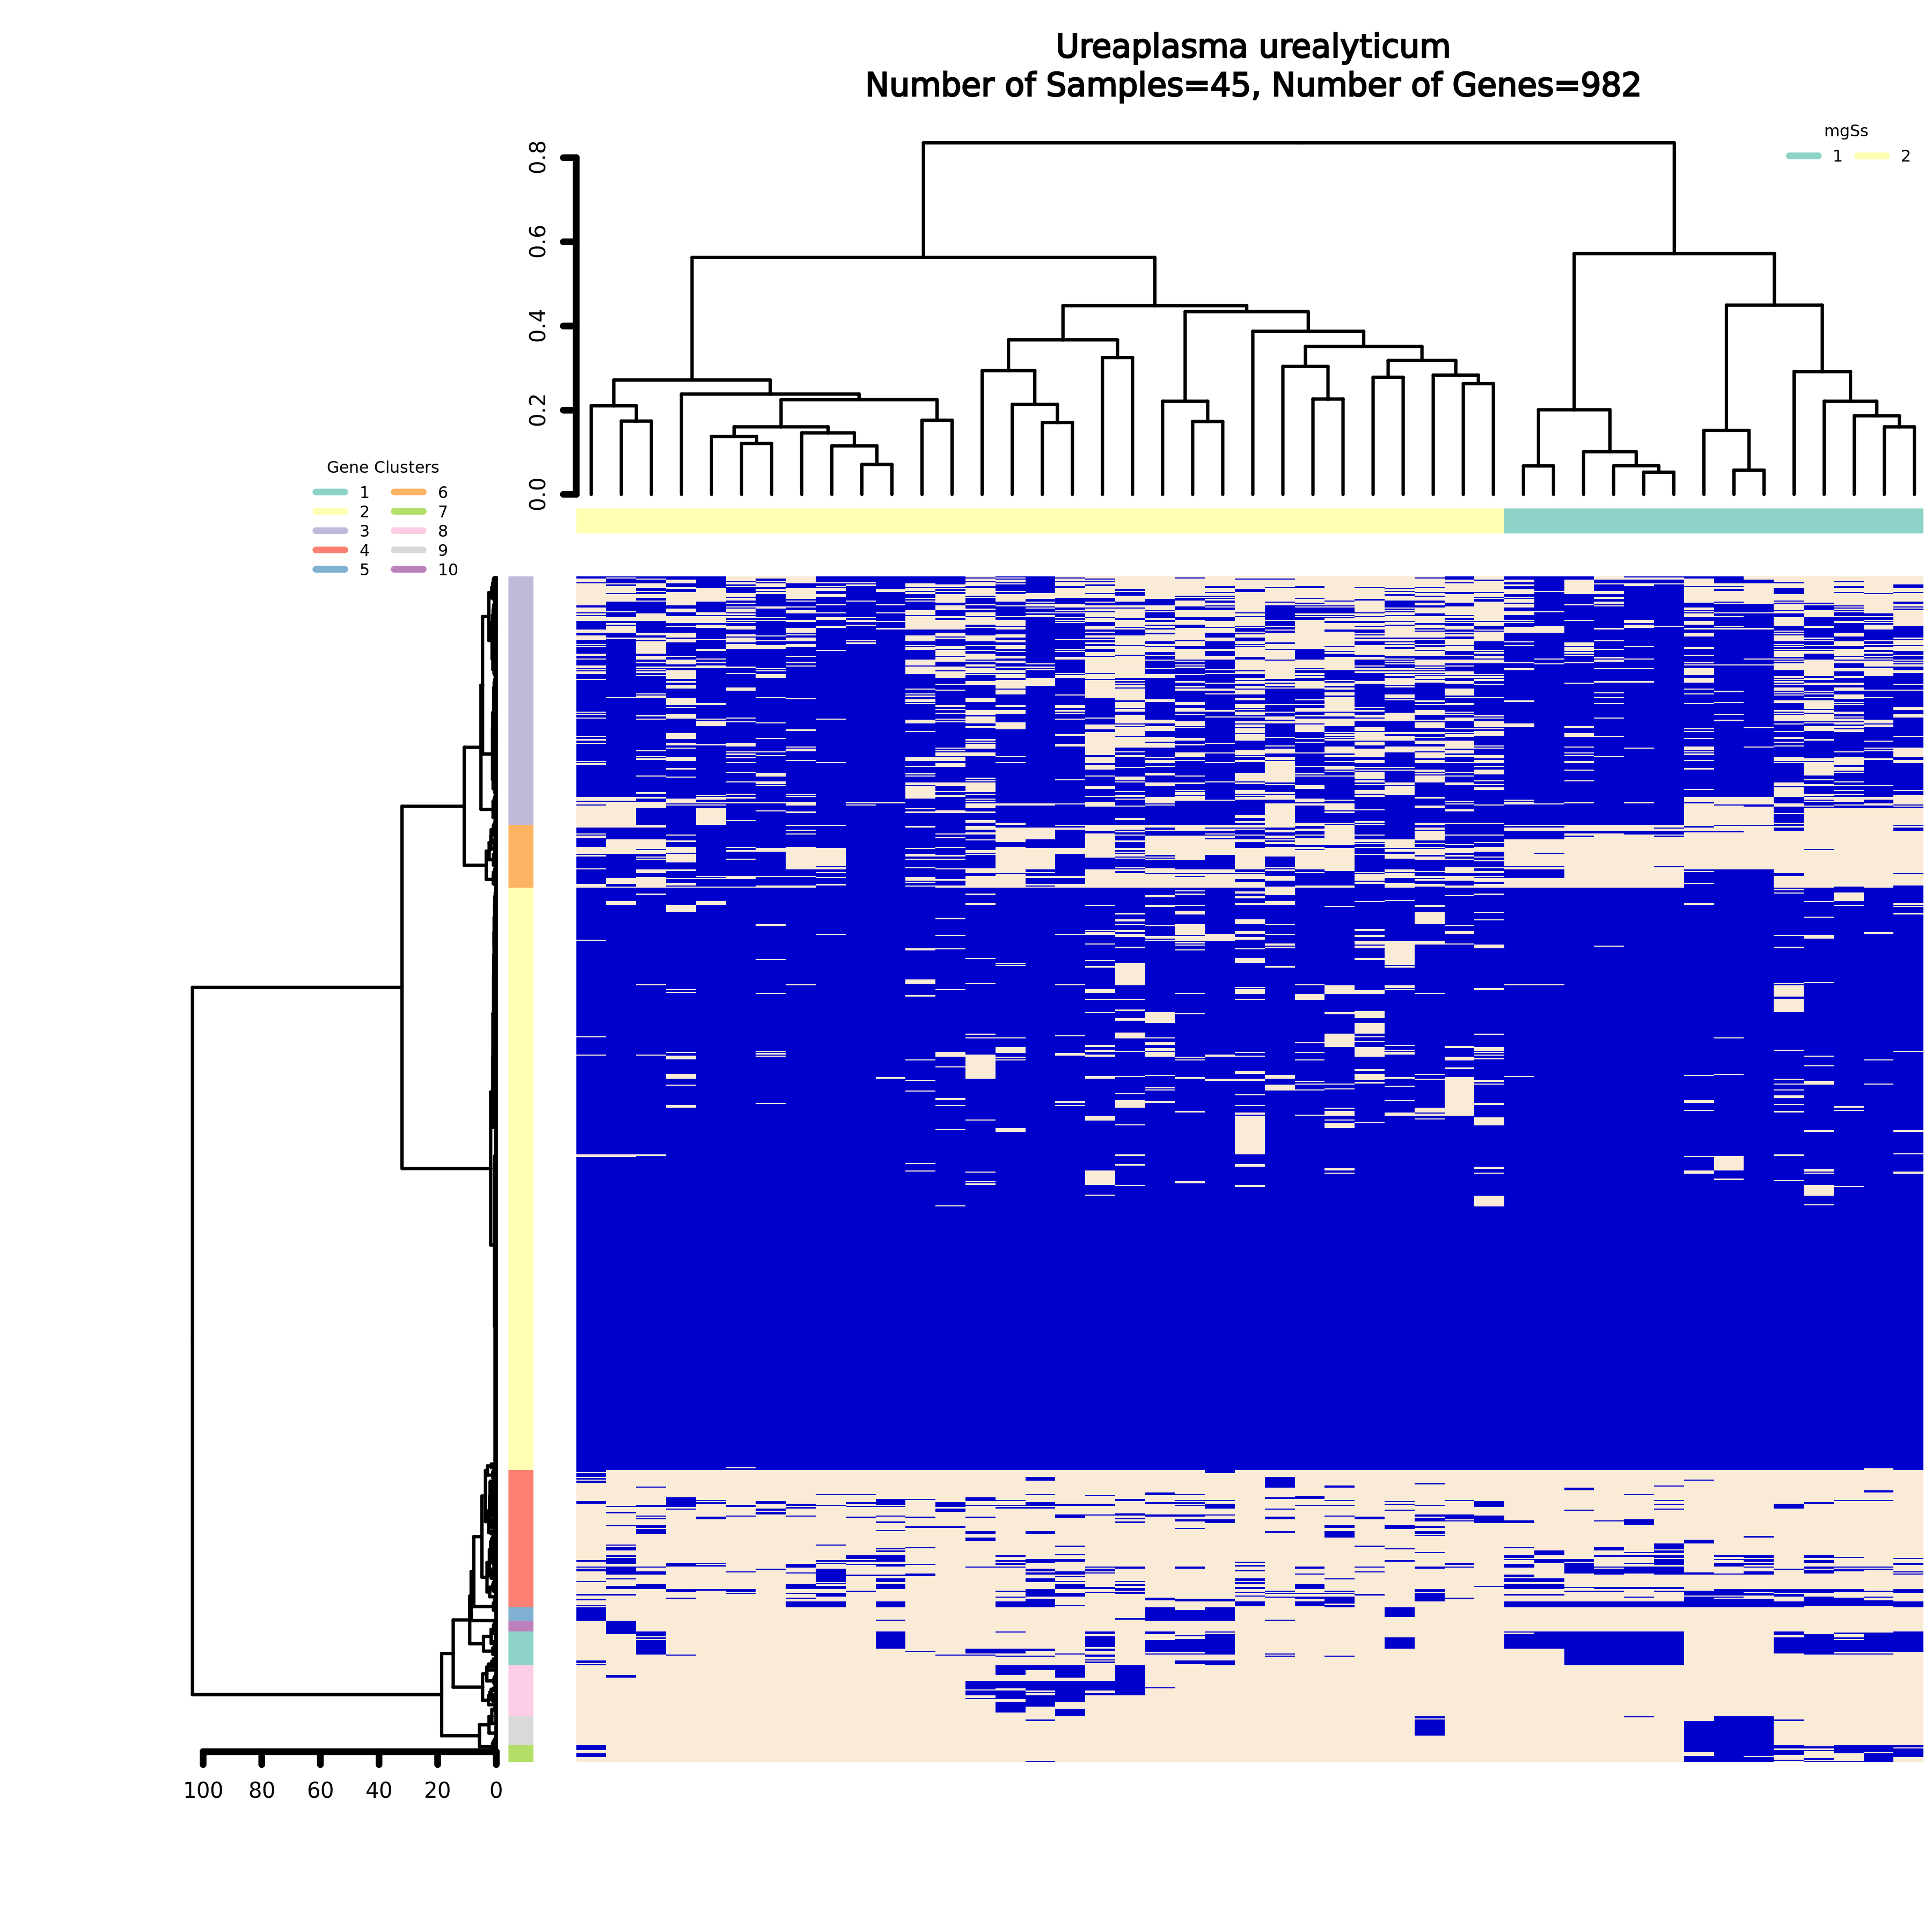 Ureaplasma urealyticum
Number of Samples=45, Number of Genes=982
mgSs
1 2
0.8
0.6
0.4
0.2
0.0
Gene Clusters
1 6
2 7
3 8
4 9
5 10
100 80 60 40 20 0